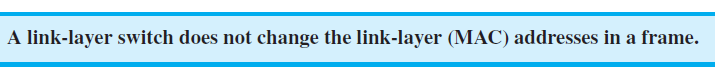 A link-layer switch does not change the link-layer (MAC) addresses in a frame.